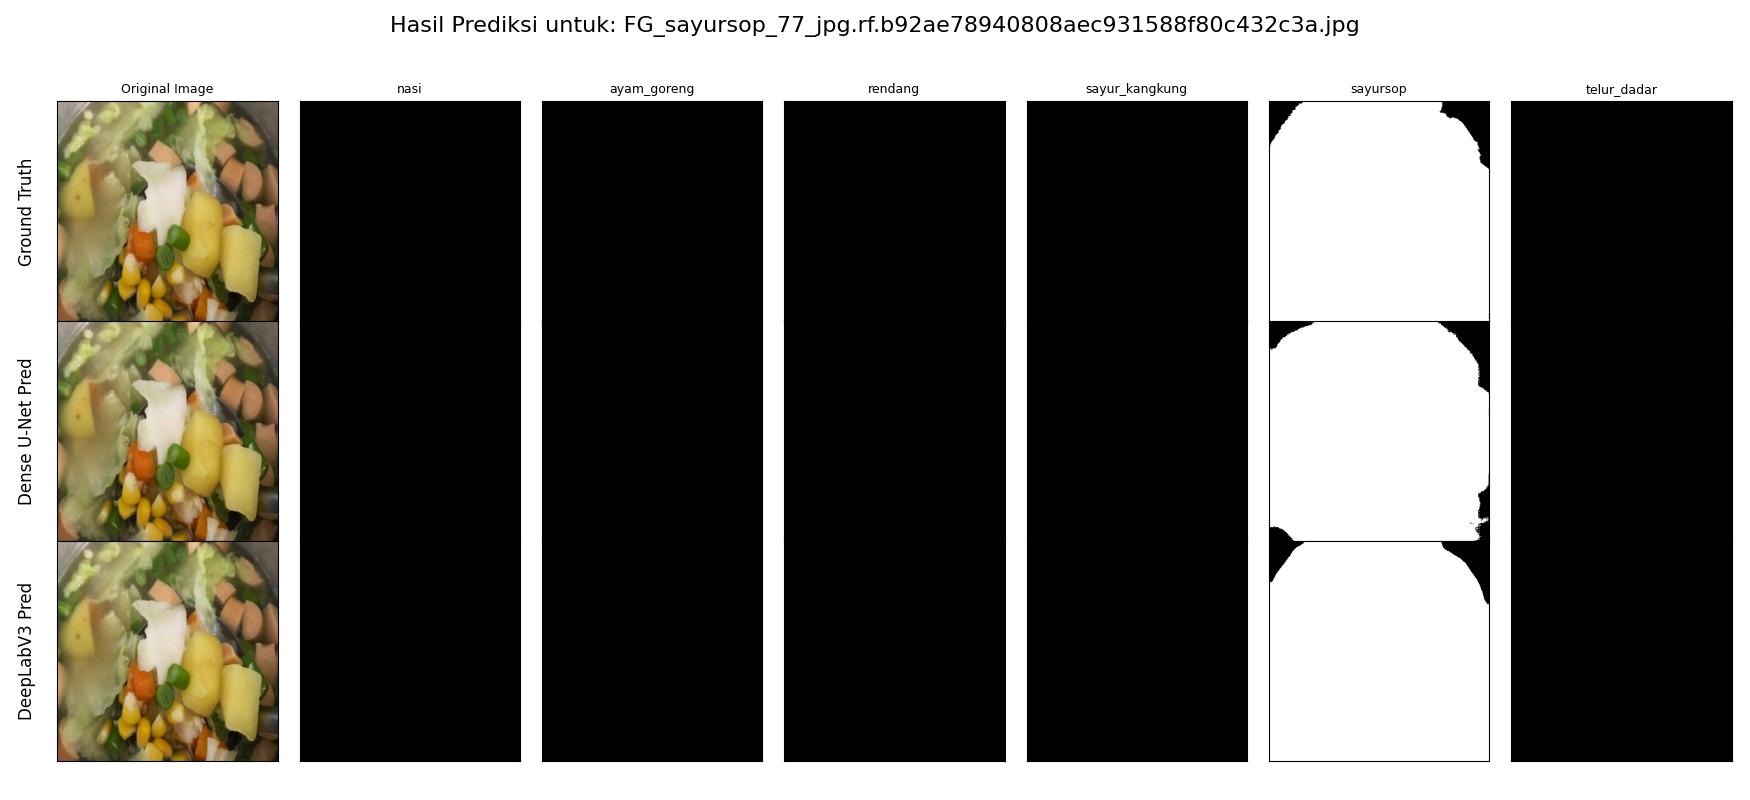 Hasil Prediksi untuk: FG_sayursop_77_jpg.rf.b92ae78940808aec931588f80c432c3a.jpg
Original Image
nasi
ayam_goreng
rendang
sayur_kangkung
sayursop
telur_dadar
Ground Truth
Dense U-Net Pred
DeepLabV3 Pred